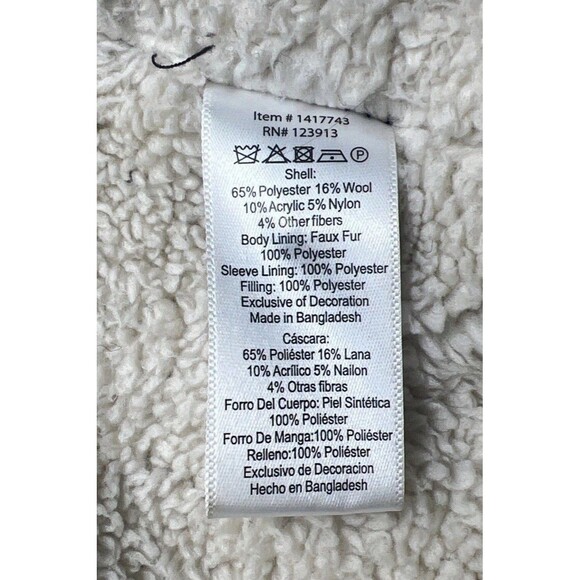 Item # 1417743
RN# 123913
P
Shell:
65% Polyester 16% Wool
10% Acrylic 5% Nylon
4% Other fibers
Body Lining: Faux Fur
100% Polyester
Sleeve Lining: 100% Polyester
Filling: 100% Polyester
Exclusive of Decoration
Made in Bangladesh
Cáscara:
65% Poliéster 16% Lana
10% Acrílico 5% Nailon
4% Otras fibras
Forro Del Cuerpo: Piel Sintética
100% Poliéster
Forro De Manga:100% Poliéster
Relleno:100% Poliéster
Exclusivo de Decoracion
Hecho en Bangladesh